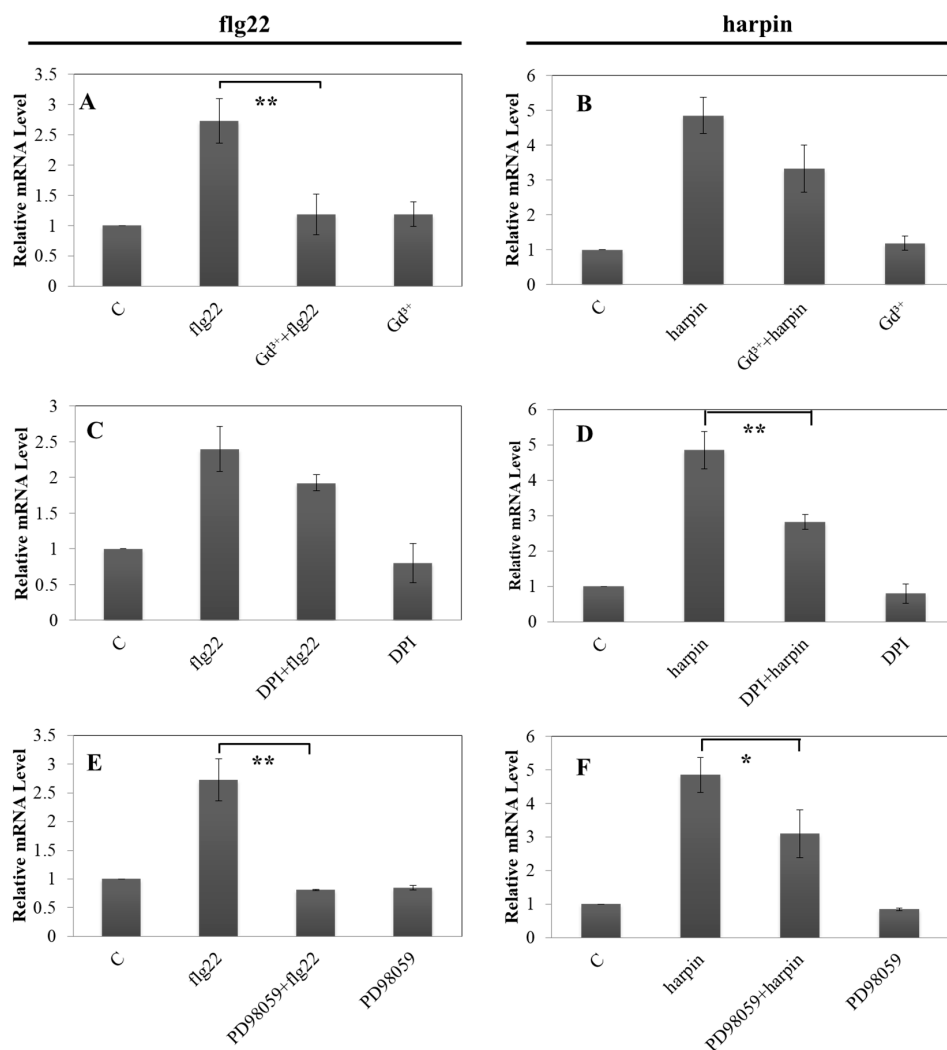 flg22
harpin
A
Relative mRNA Level
3.5
3
2.5
2
1.5
1
0.5
0
**
C
flg22
Gd³⁺+flg22
Gd³⁺
B
Relative mRNA Level
6
5
4
3
2
1
0
C
harpin
Gd³⁺+harpin
Gd³⁺
C
Relative mRNA Level
3
2.5
2
1.5
1
0.5
0
C
flg22
DPI+flg22
DPI
D
Relative mRNA Level
6
5
4
3
2
1
0
**
C
harpin
DPI+harpin
DPI
E
Relative mRNA Level
3.5
3
2.5
2
1.5
1
0.5
0
**
C
flg22
PD98059+flg22
PD98059
F
Relative mRNA Level
6
5
4
3
2
1
0
*
C
harpin
PD98059+harpin
PD98059